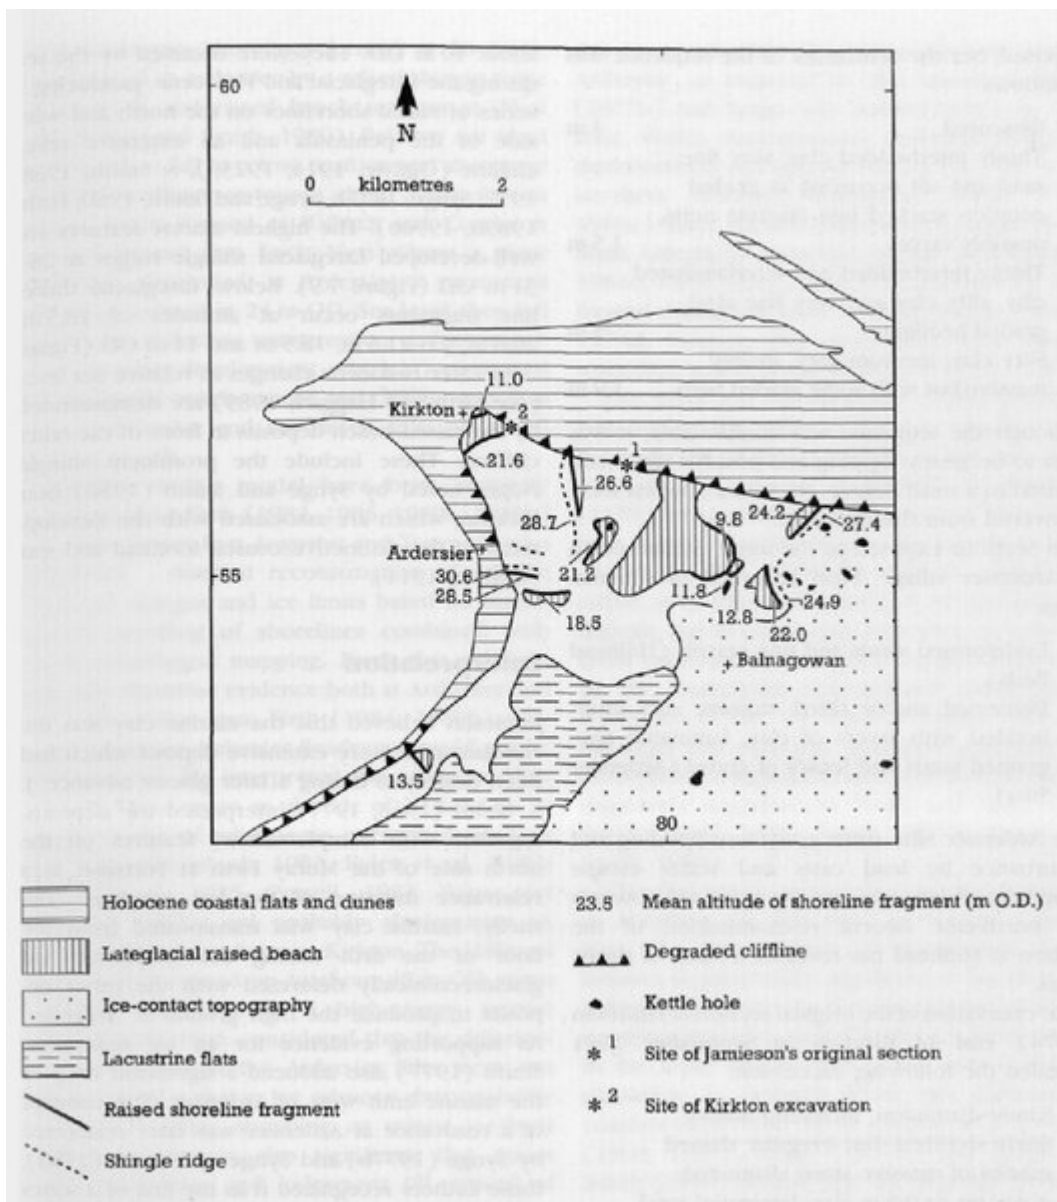 60
N
0 kilometres 2
11.0
Kirkton
2
21.6
1
26.6
28.7
9.8
24.2
27.4
Ardersier
55
30.6
21.2
11.8
28.5
24.9
18.5
12.8
22.0
Balnagowan
13.5
80
Holocene coastal flats and dunes
Lateglacial raised beach
Ice-contact topography
Lacustrine flats
Raised shoreline fragment
Shingle ridge
23.5 Mean altitude of shoreline fragment (m O.D.)
Degraded cliffline
Kettle hole
* 1 Site of Jamieson's original section
* 2 Site of Kirkton excavation